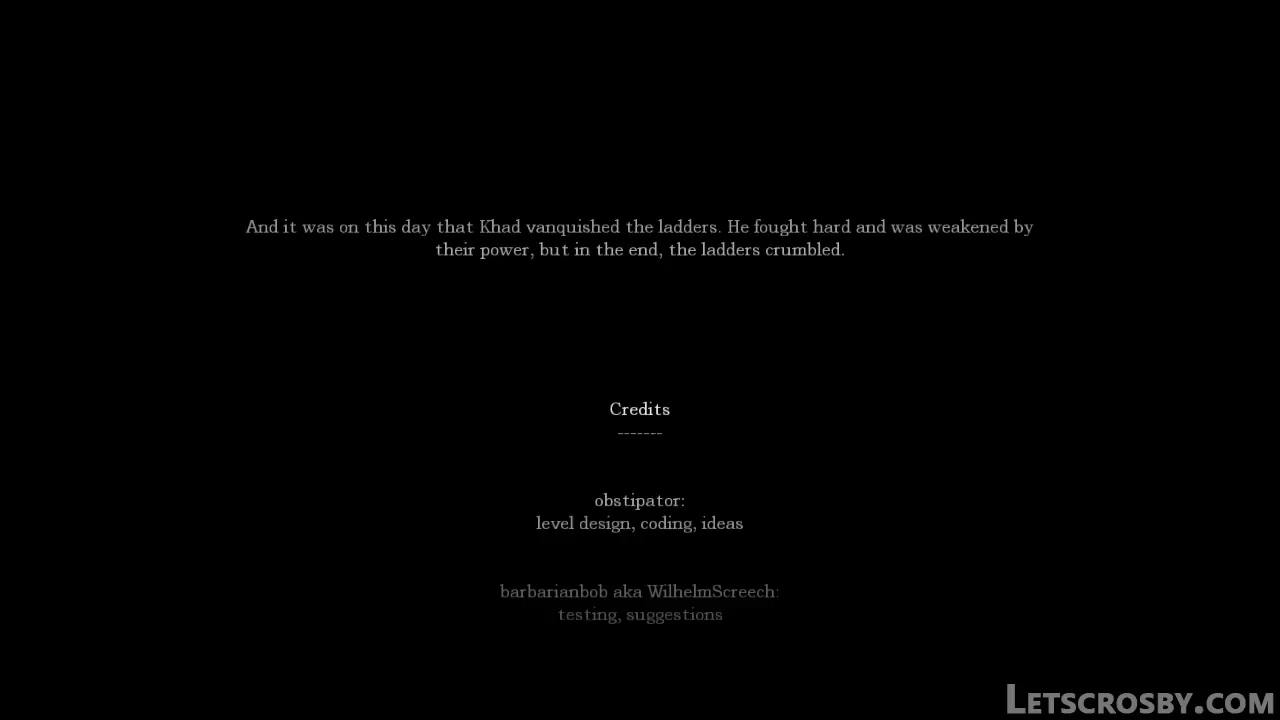 And it was on this day that Khad vanquished the ladders. He fought hard and was weakened by
their power, but in the end, the ladders crumbled.
Credits
-------
obstipator:
level design, coding, ideas
barbarianbob aka WilhelmScreech:
testing, suggestions
LETSCROSBY.COM